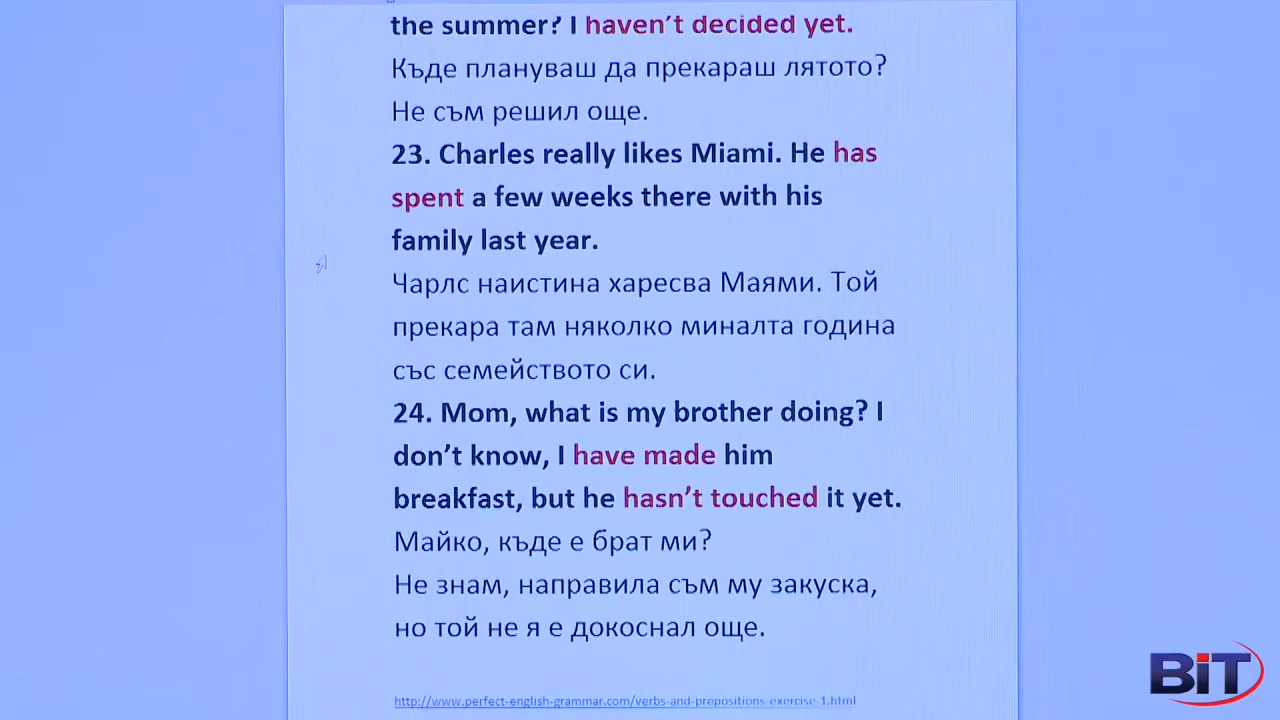 the summer? I haven't decided yet.
Къде плануваш да прекараш лятото?
Не съм решил още.
23. Charles really likes Miami. He has
spent a few weeks there with his
family last year.
Чарлс наистина харесва Маями. Той
прекара там няколко миналта година
със семейството си.
24. Mom, what is my brother doing? I
don't know, I have made him
breakfast, but he hasn't touched it yet.
Майко, къде е брат ми?
Не знам, направила съм му закуска,
но той не я е докоснал още.
http://www.perfect-english-grammar.com/verbs-and-prepositions-exercise-1.html
BiT